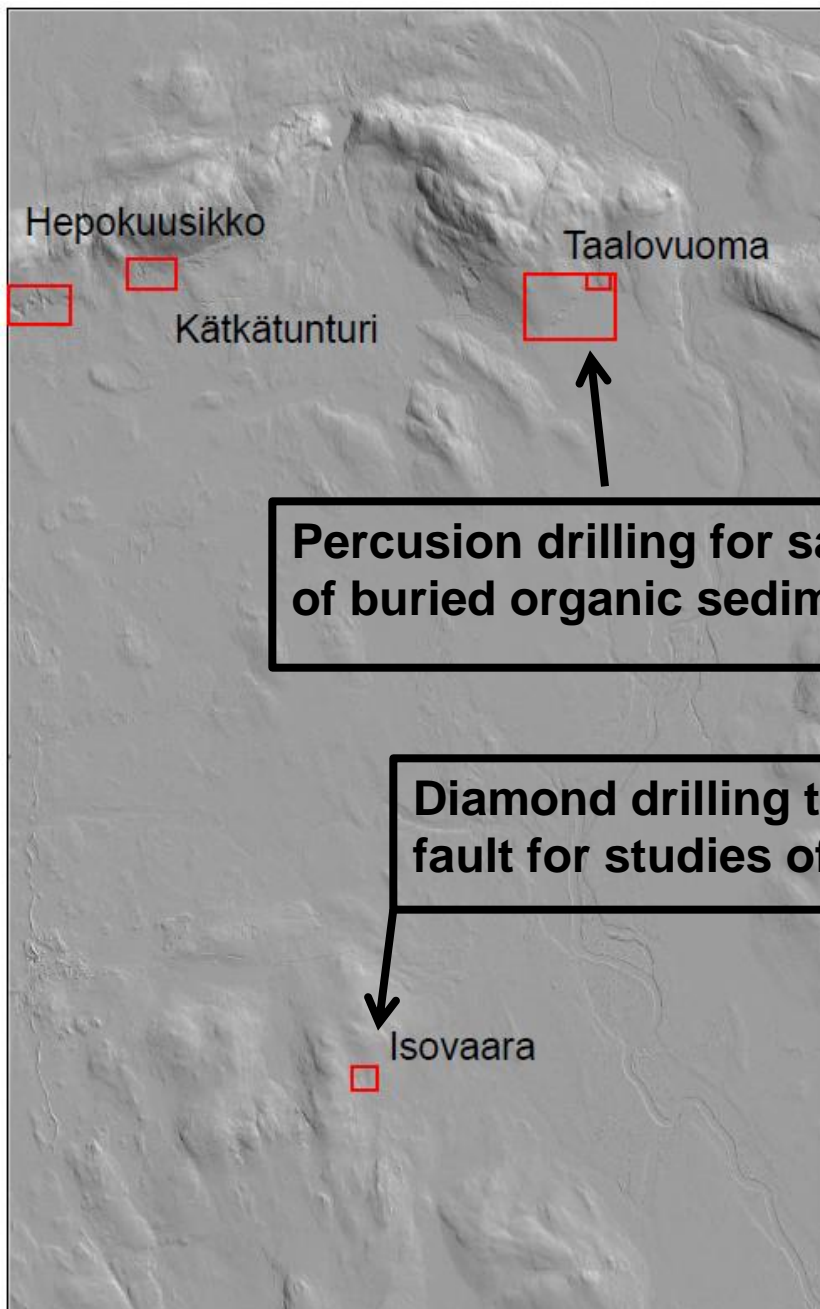 Hepokuusikko
Taalovuoma
Kätkätunturi
Percusion drilling for sa
of buried organic sedim
Diamond drilling t
fault for studies of
Isovaara